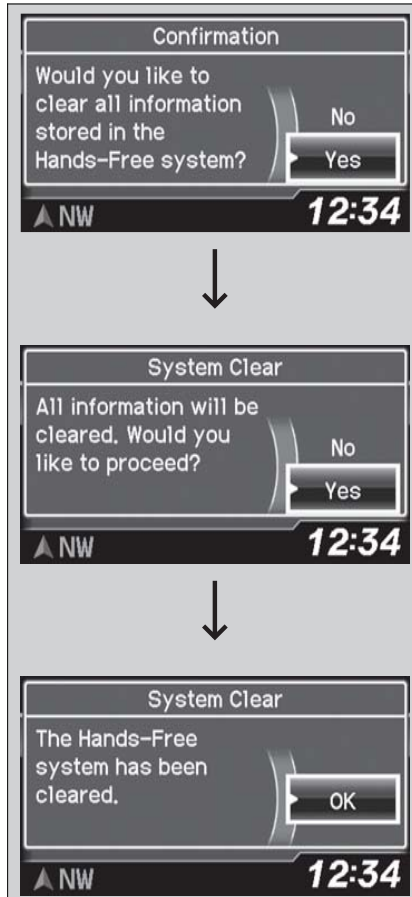 Confirmation
Would you like to
clear all information
stored in the
Hands-Free system?
No
Yes
NW
12:34
System Clear
All information will be
cleared. Would you
like to proceed?
No
Yes
NW
12:34
System Clear
The Hands-Free
system has been
cleared.
OK
NW
12:34